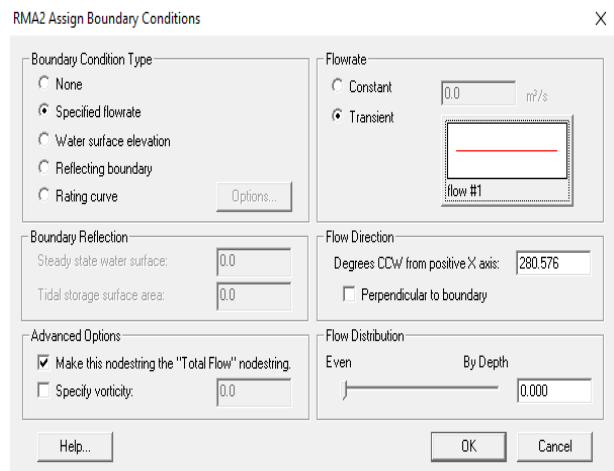 RMA2 Assign Boundary Conditions
Boundary Condition Type
None
Specified flowrate
Water surface elevation
Reflecting boundary
Rating curve
Options...
Flowrate
Constant
0.0
m³/s
Transient
flow #1
Boundary Reflection
Steady state water surface:
0.0
Tidal storage surface area:
0.0
Flow Direction
Degrees CCW from positive X axis:
280.576
Perpendicular to boundary
Advanced Options
Make this nodestring the "Total Flow" nodestring.
Specify vorticity:
0.0
Flow Distribution
Even
By Depth
0.000
Help...
OK
Cancel